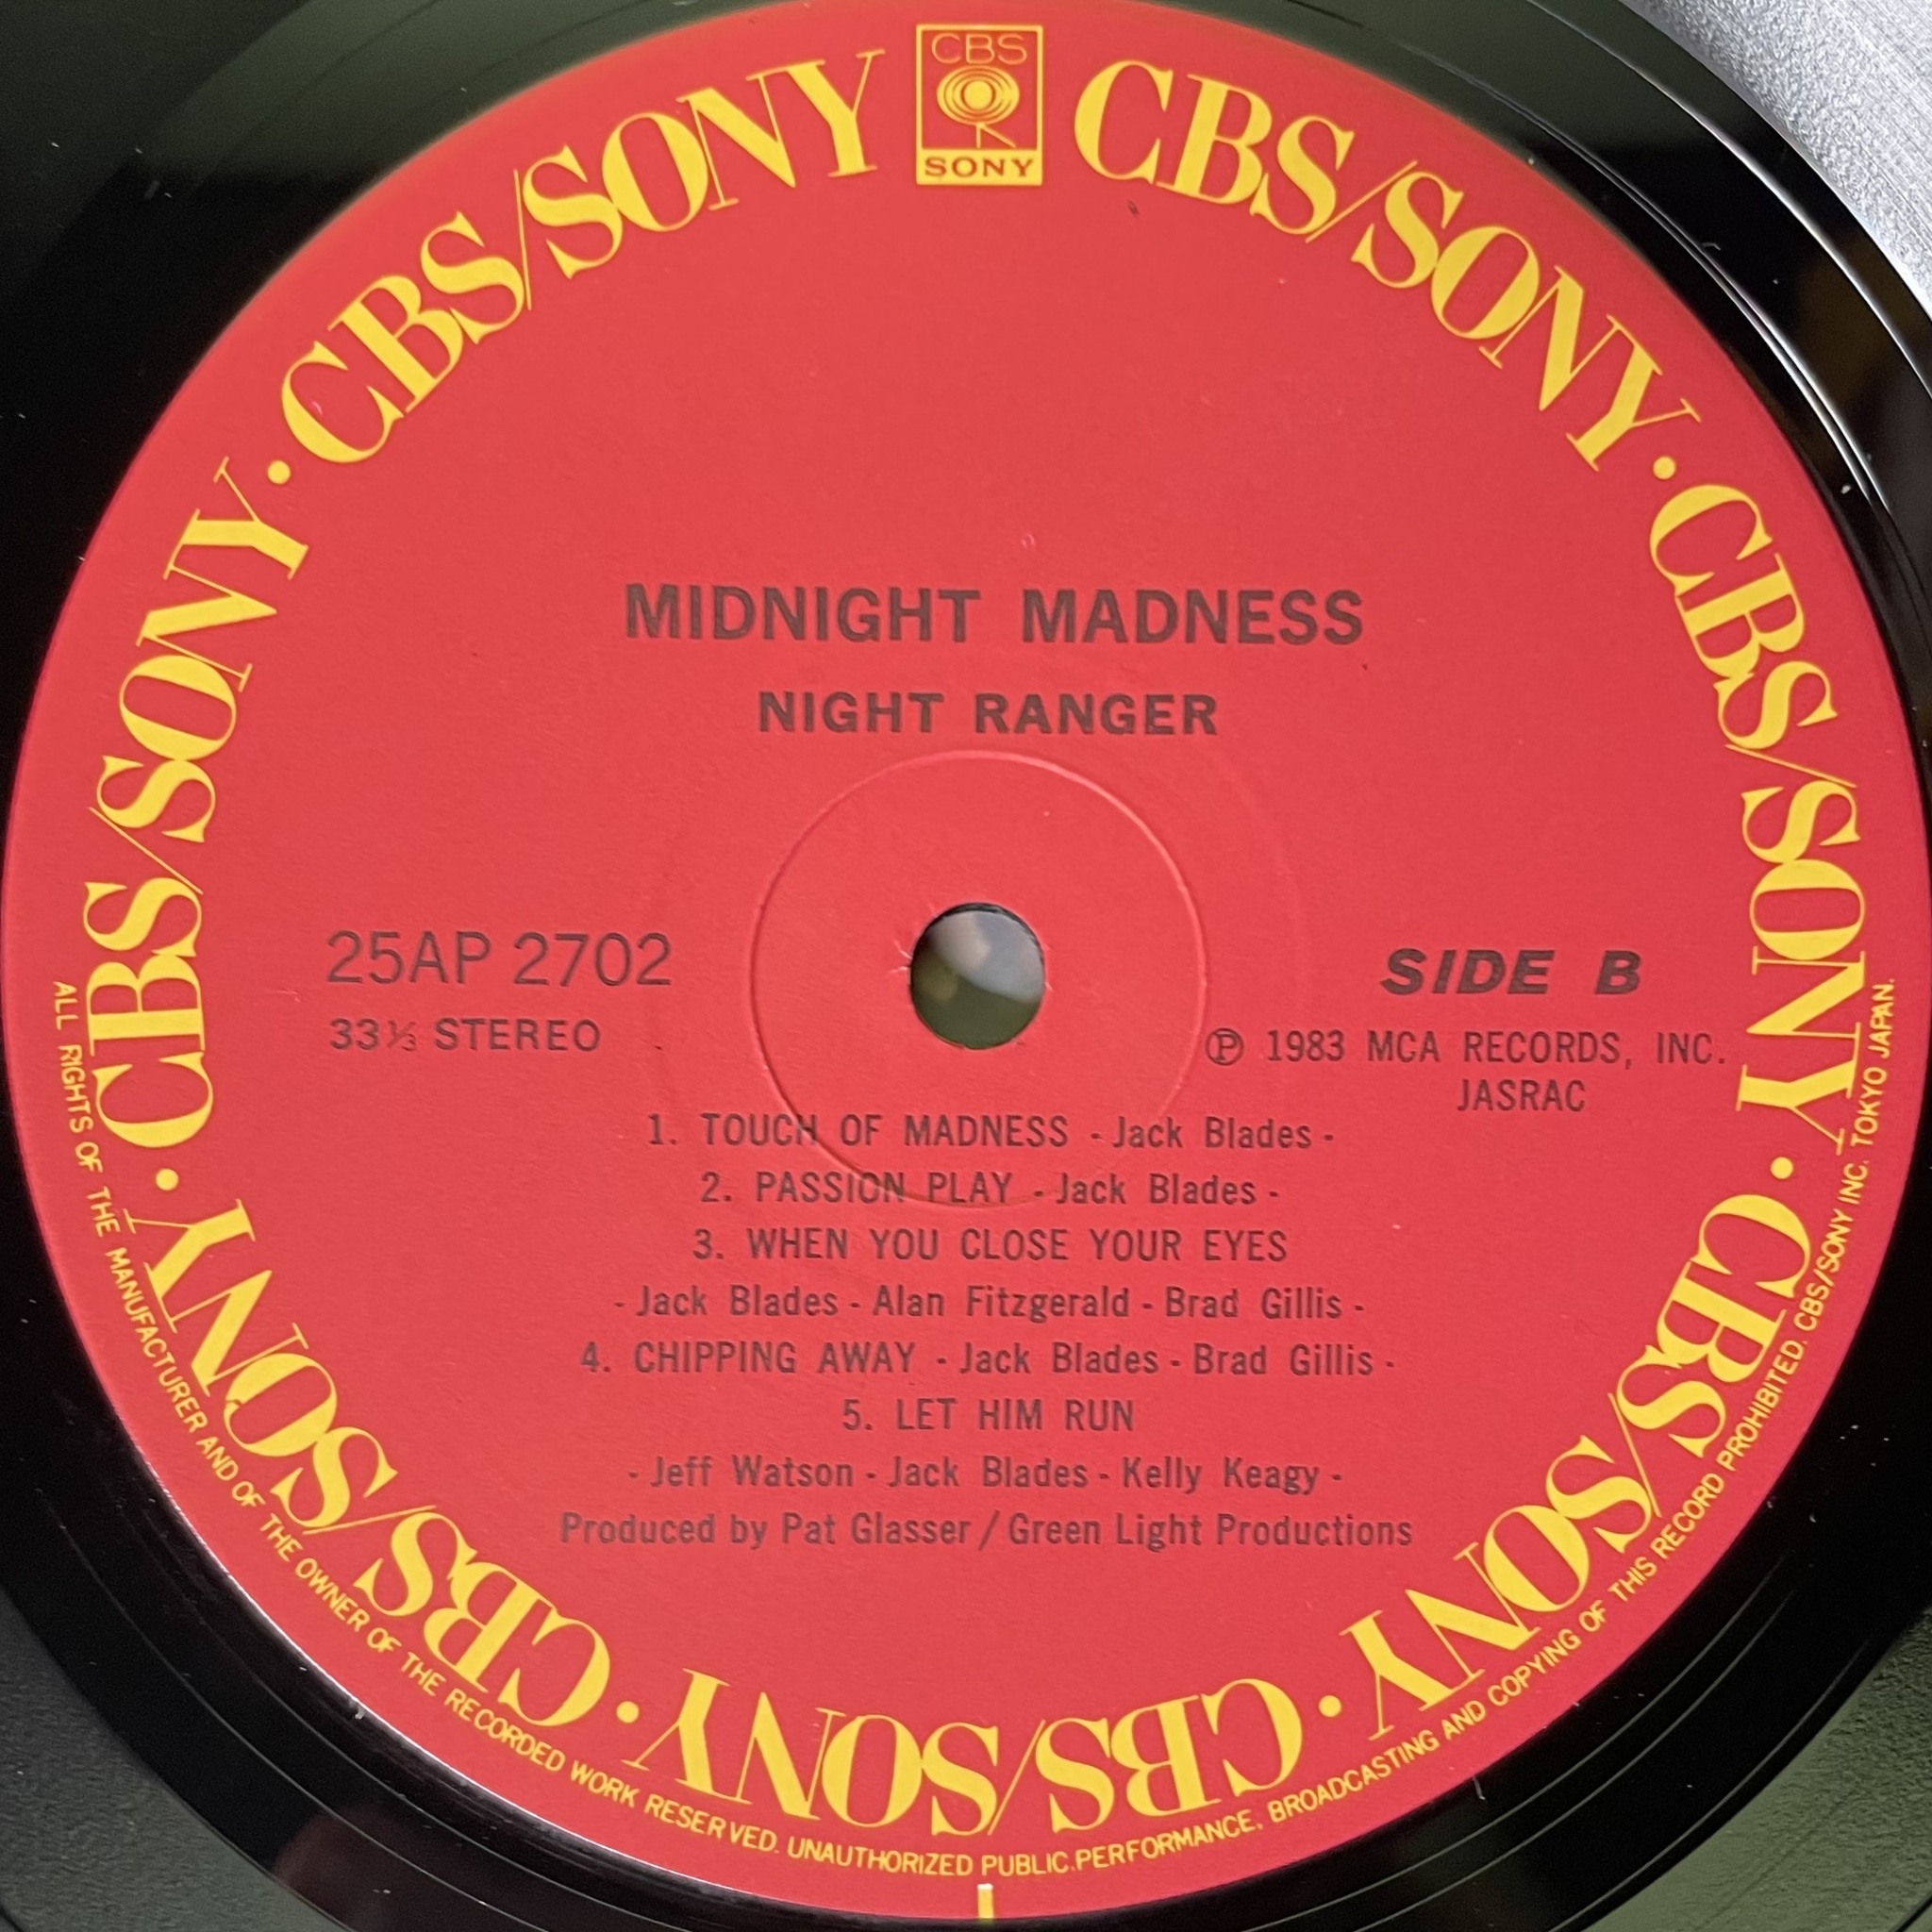 CBS
SONY
CBS/SONY • CBS/SONY • CBS/SONY • CBS/SONY • CBS/SONY • CBS/SONY • CBS/SONY
MIDNIGHT MADNESS
NIGHT RANGER
25AP 2702
33⅓ STEREO
SIDE B
℗ 1983 MCA RECORDS, INC.
JASRAC
1. TOUCH OF MADNESS - Jack Blades -
2. PASSION PLAY - Jack Blades -
3. WHEN YOU CLOSE YOUR EYES
- Jack Blades - Alan Fitzgerald - Brad Gillis -
4. CHIPPING AWAY - Jack Blades - Brad Gillis -
5. LET HIM RUN
- Jeff Watson - Jack Blades - Kelly Keagy -
Produced by Pat Glasser / Green Light Productions
ALL RIGHTS OF THE MANUFACTURER AND OF THE OWNER OF THE RECORDED WORK RESERVED. UNAUTHORIZED PUBLIC.PERFORMANCE, BROADCASTING AND COPYING OF THIS RECORD PROHIBITED. CBS/SONY INC. TOKYO JAPAN.